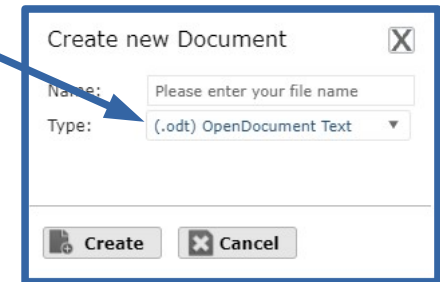 Create new Document X
Name: Please enter your file name
Type: (.odt) OpenDocument Text
Create Cancel